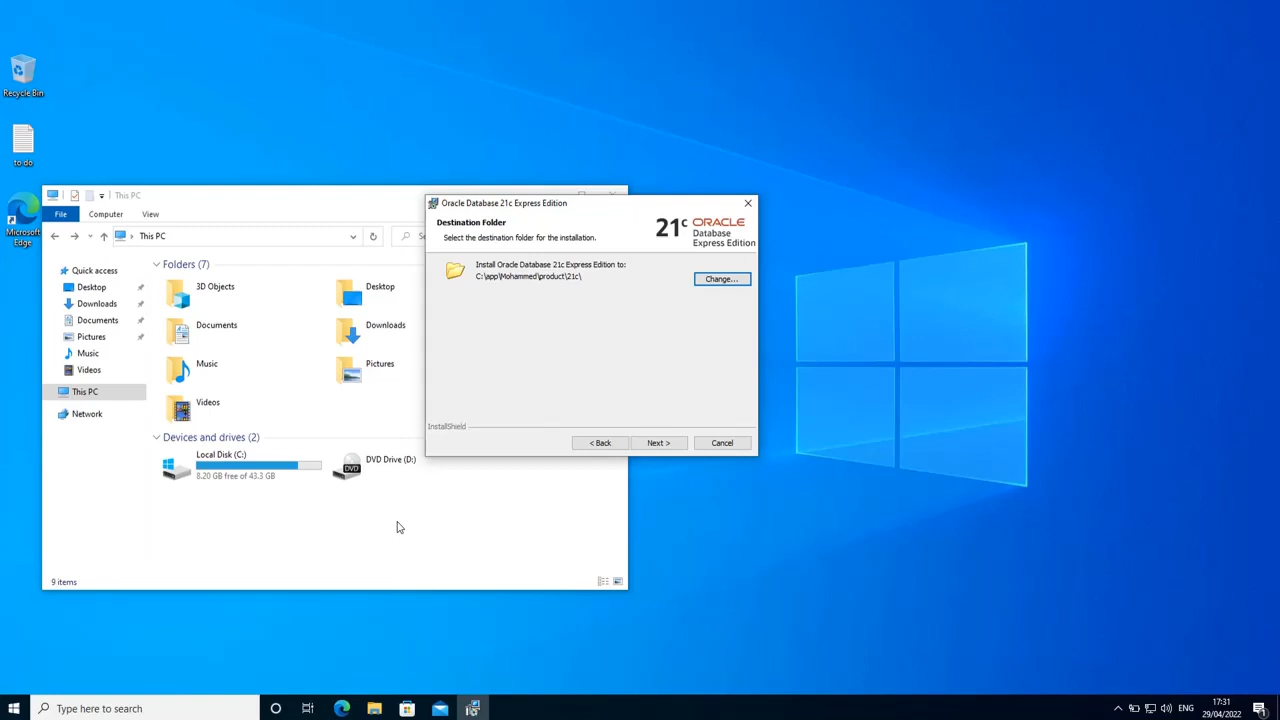 Recycle Bin
to do
Microsoft
Edge
This PC
File
Computer
View
This PC
Quick access
Desktop
Downloads
Documents
Pictures
Music
Videos
This PC
Network
Folders (7)
3D Objects
Desktop
Documents
Downloads
Music
Pictures
Videos
Devices and drives (2)
Local Disk (C:)
8.20 GB free of 43.3 GB
DVD
DVD Drive (D:)
9 items
Oracle Database 21c Express Edition
Destination Folder
Select the destination folder for the installation.
21c ORACLE
Database
Express Edition
Install Oracle Database 21c Express Edition to:
C:\app\Mohammed\product\21c\
Change...
InstallShield
< Back
Next >
Cancel
Type here to search
ENG
17:31
29/04/2022
1